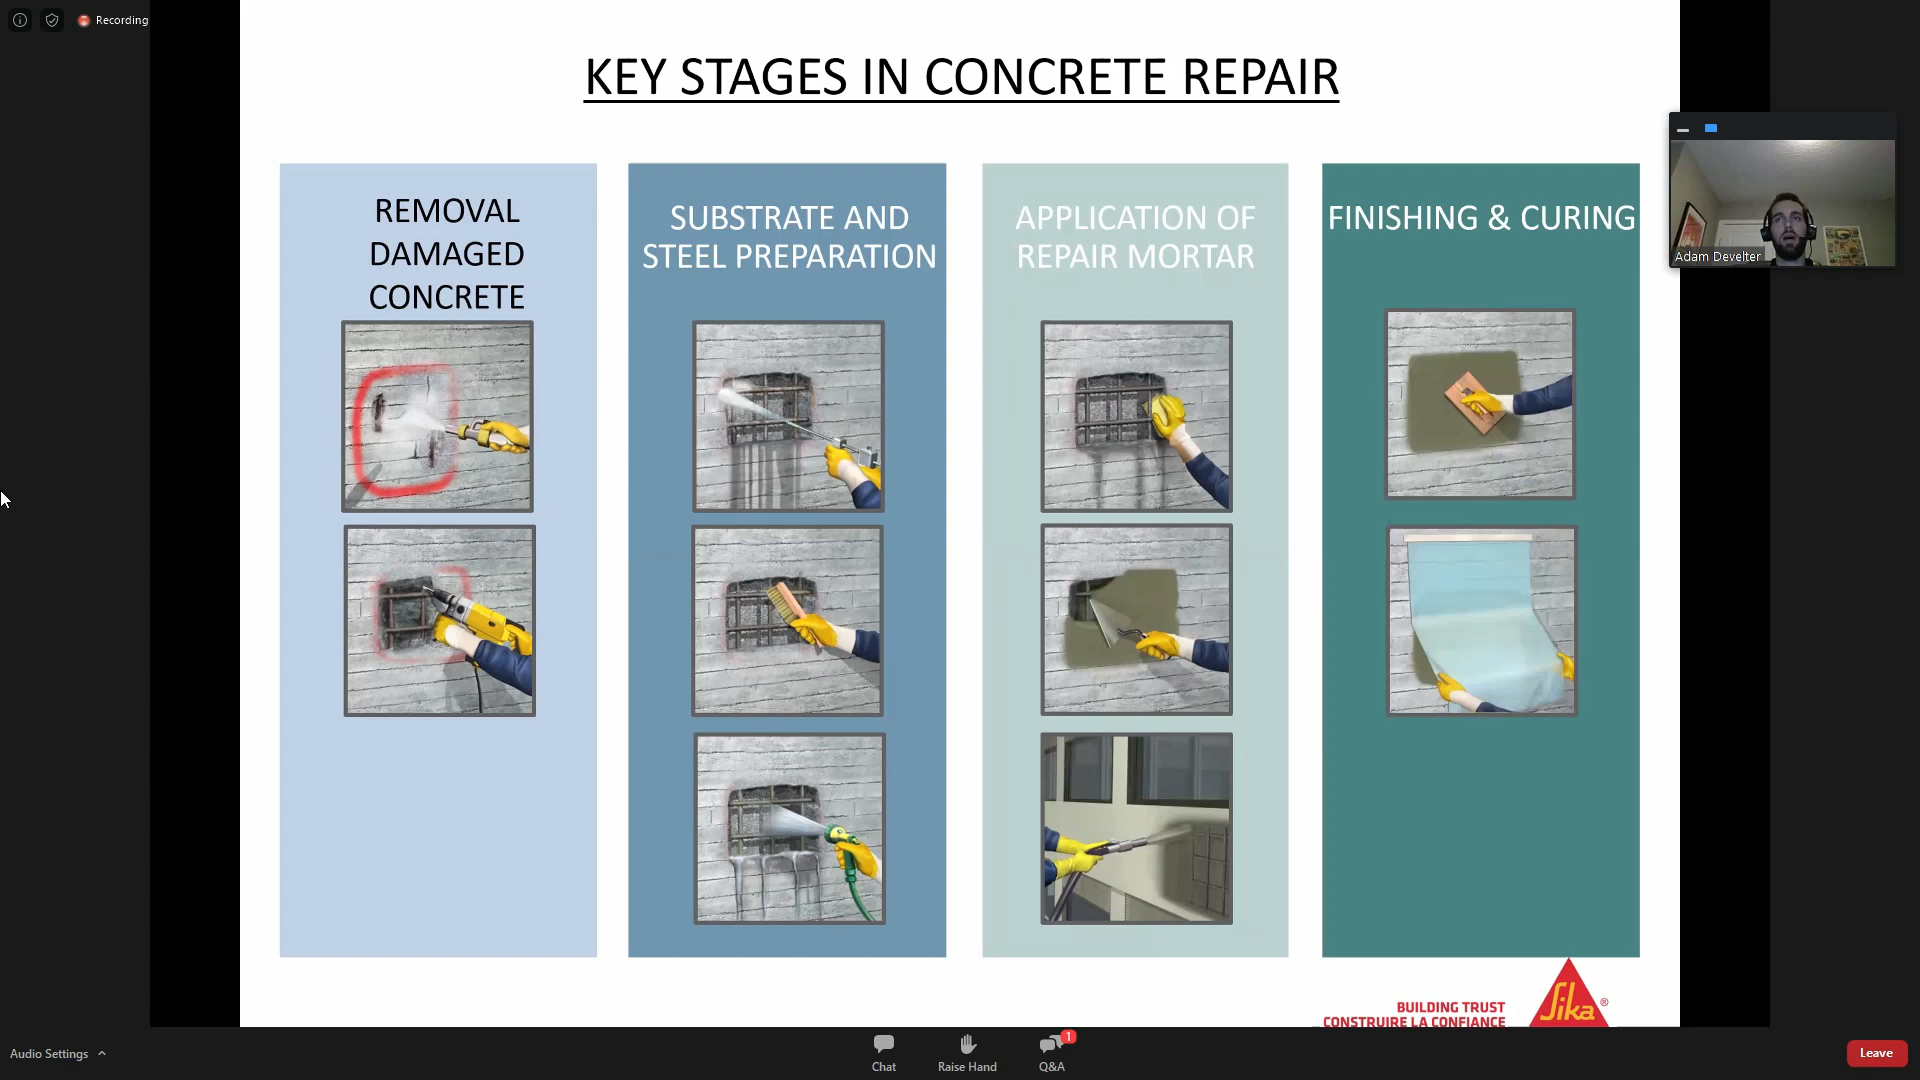 Recording
KEY STAGES IN CONCRETE REPAIR
REMOVAL
DAMAGED
CONCRETE
SUBSTRATE AND
STEEL PREPARATION
APPLICATION OF
REPAIR MORTAR
FINISHING & CURING
Adam Develter
BUILDING TRUST
CONSTRUIRE LA CONFIANCE
Sika®
Audio Settings
Chat
Raise Hand
Q&A
1
Leave